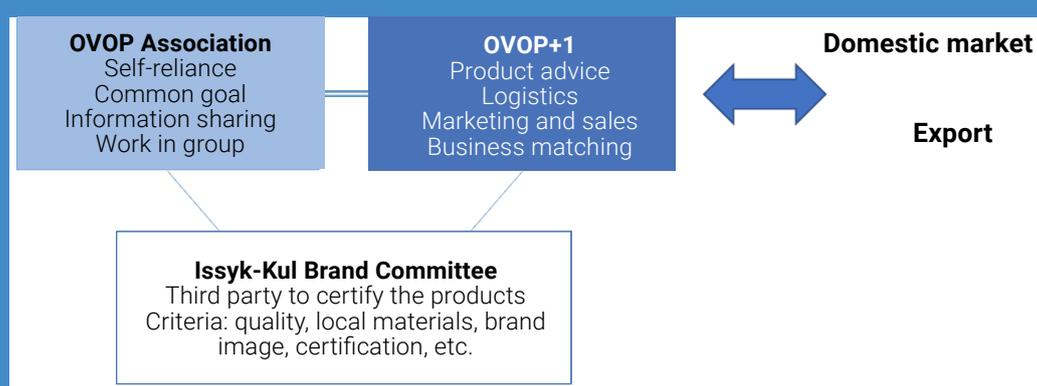 OVOP Association
Self-reliance
Common goal
Information sharing
Work in group
OVOP+1
Product advice
Logistics
Marketing and sales
Business matching
Domestic market
Export
Issyk-Kul Brand Committee
Third party to certify the products
Criteria: quality, local materials, brand
image, certification, etc.